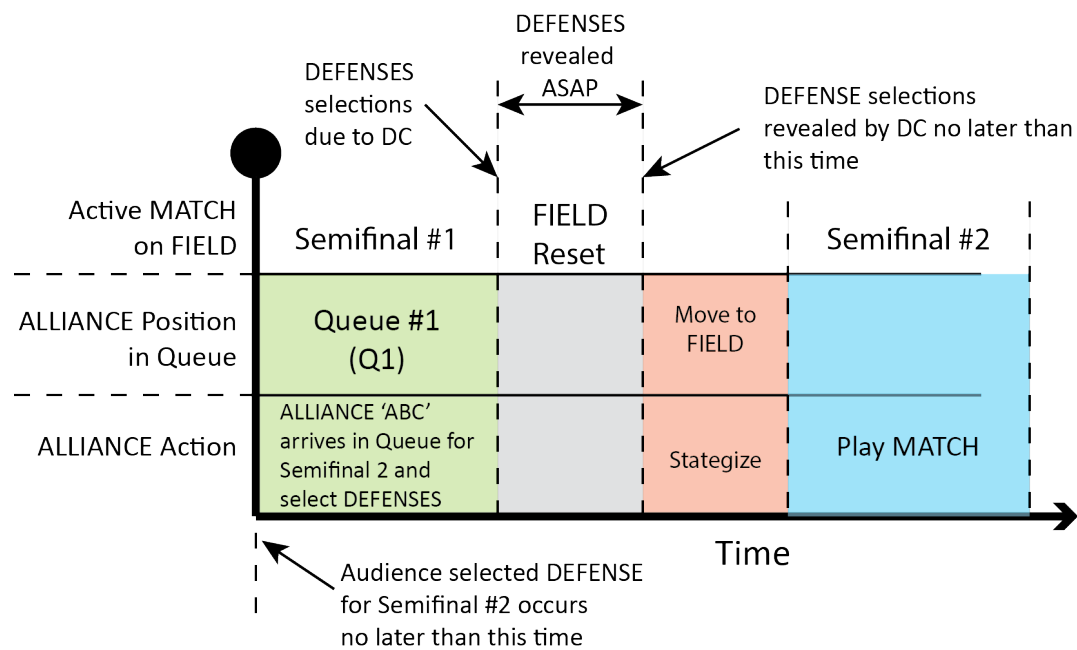 DEFENSES
revealed
ASAP
DEFENSES
selections
due to DC
DEFENSE selections
revealed by DC no later than
this time
Active MATCH
on FIELD
Semifinal #1
FIELD
Reset
Semifinal #2
ALLIANCE Position
in Queue
Queue #1
(Q1)
Move to
FIELD
ALLIANCE Action
ALLIANCE ‘ABC’
arrives in Queue for
Semifinal 2 and
select DEFENSES
Stategize
Play MATCH
Time
Audience selected DEFENSE
for Semifinal #2 occurs
no later than this time